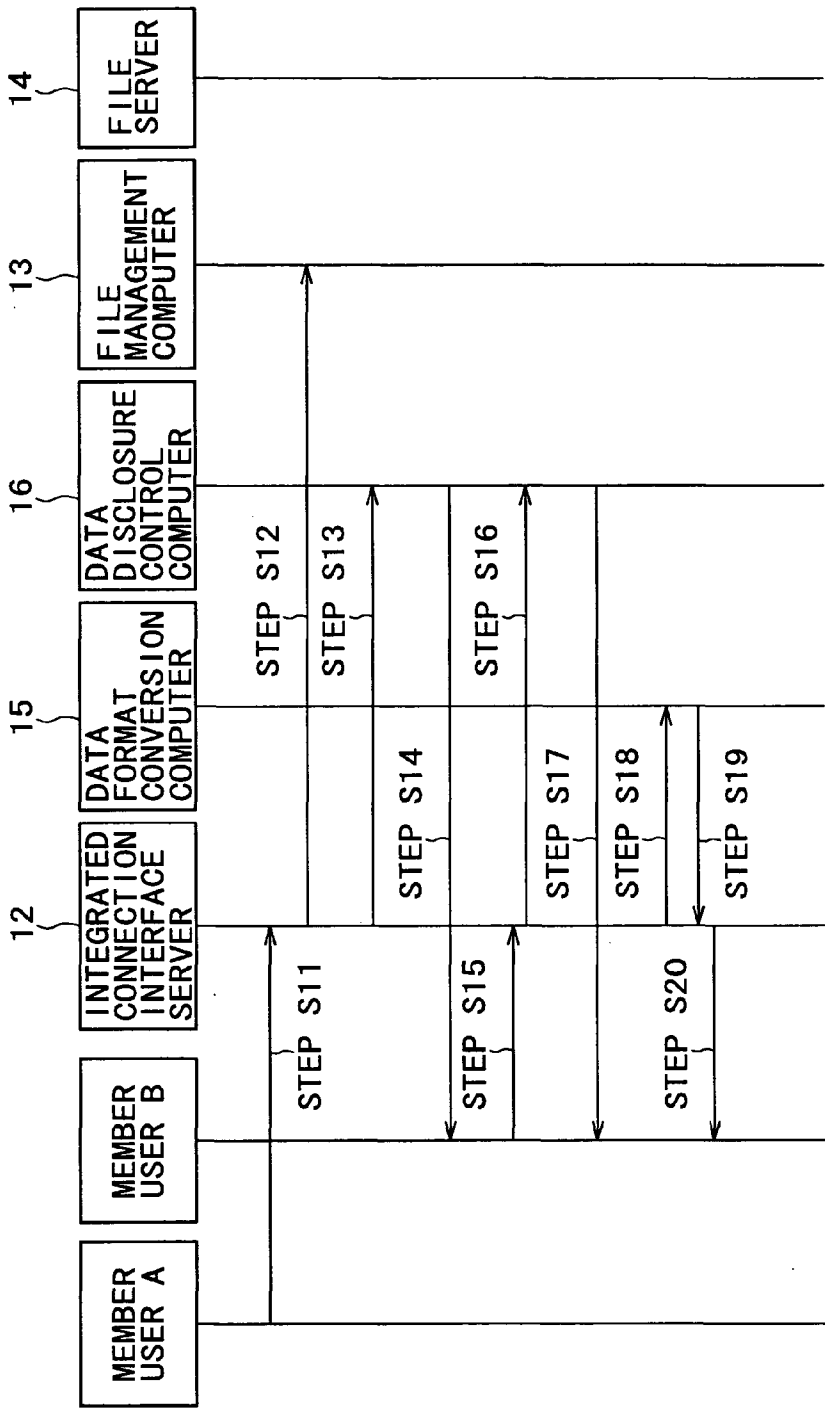 MEMBER
USER A
MEMBER
USER B
12
INTEGRATED
CONNECTION
INTERFACE
SERVER
15
DATA
FORMAT
CONVERSION
COMPUTER
16
DATA
DISCLOSURE
CONTROL
COMPUTER
13
FILE
MANAGEMENT
COMPUTER
14
FILE
SERVER
STEP S11
STEP S12
STEP S13
STEP S14
STEP S15
STEP S16
STEP S17
STEP S18
STEP S19
STEP S20